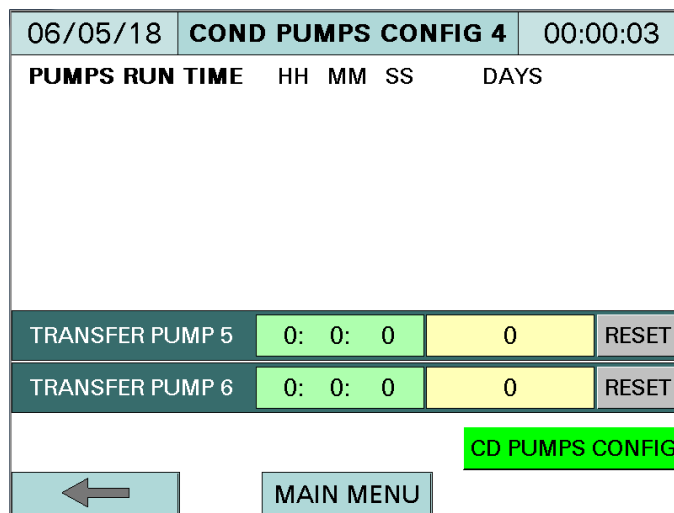 06/05/18 COND PUMPS CONFIG 4 00:00:03
PUMPS RUN TIME HH MM SS DAYS
TRANSFER PUMP 5 0: 0: 0 0 RESET
TRANSFER PUMP 6 0: 0: 0 0 RESET
CD PUMPS CONFIG
MAIN MENU